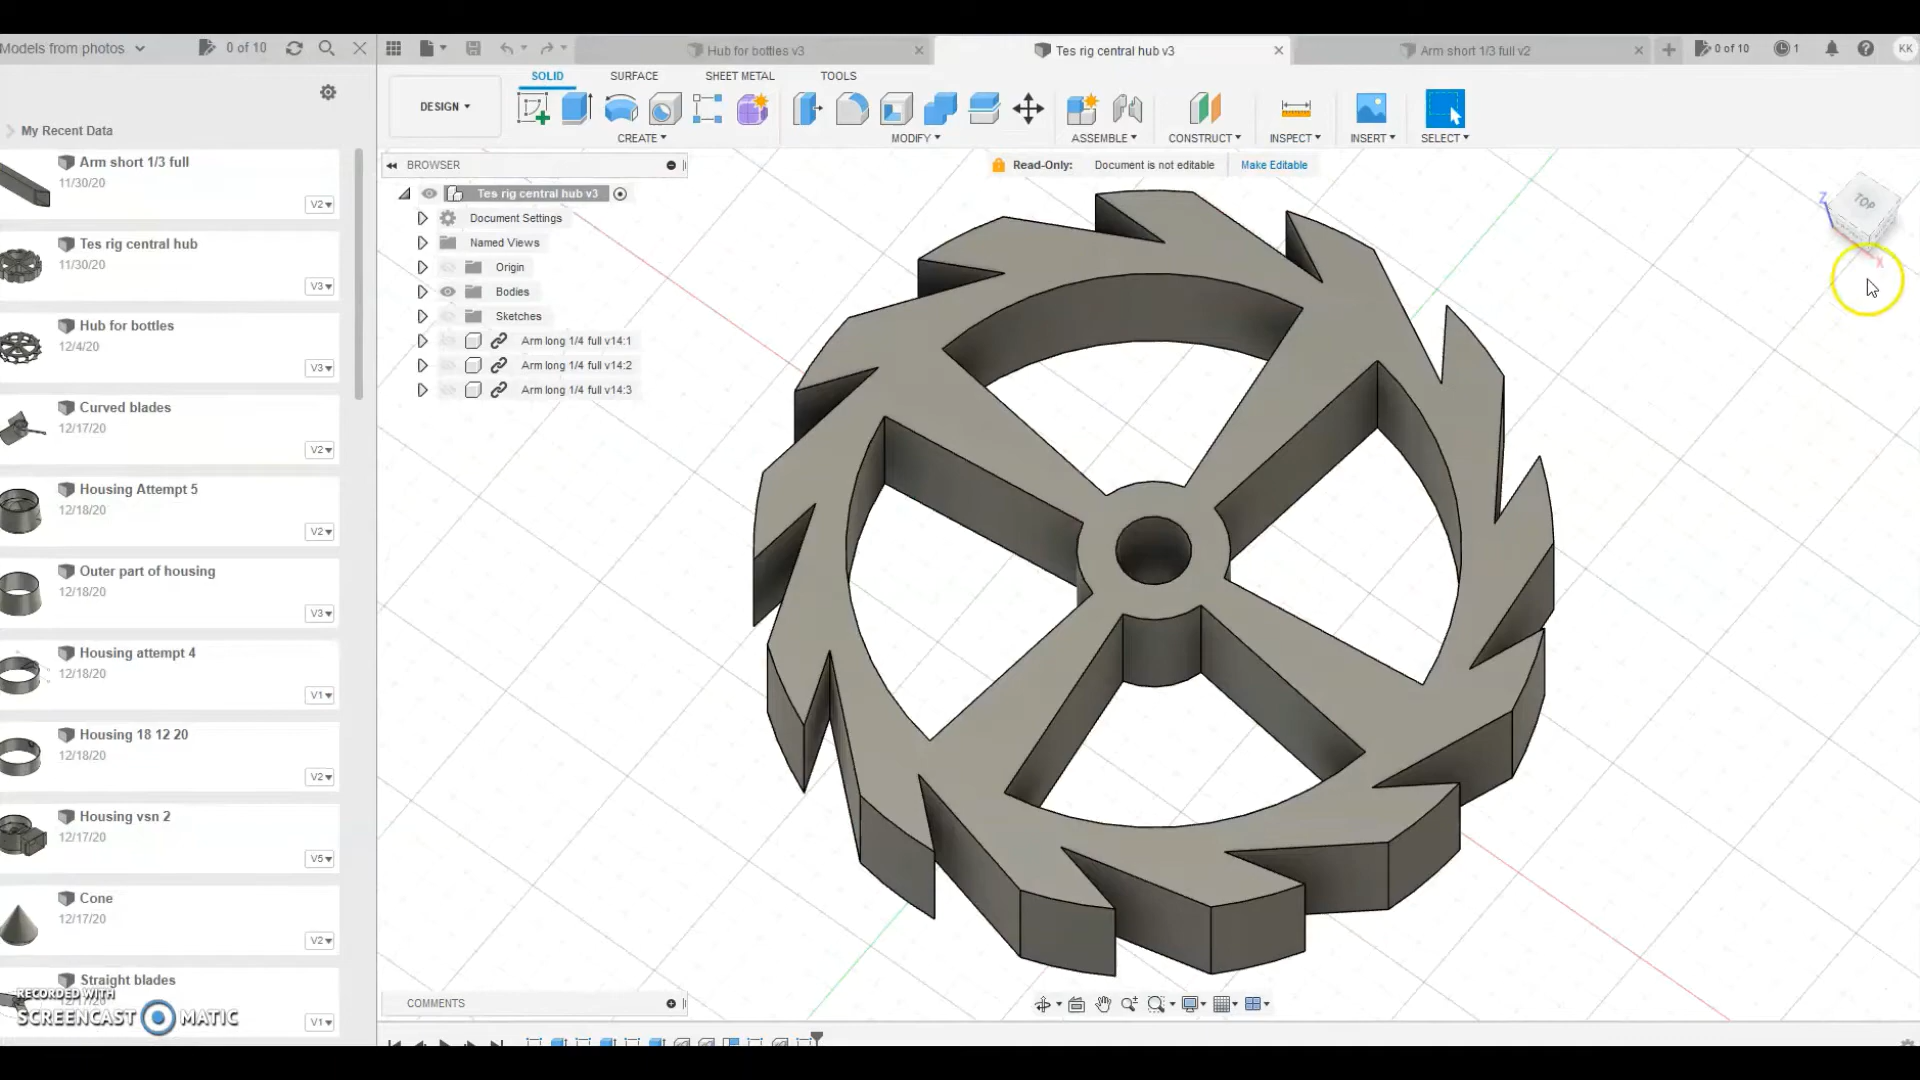 Models from photos
0 of 10
Hub for bottles v3
Tes rig central hub v3
Arm short 1/3 full v2
0 of 10
1
KK
SOLID
SURFACE
SHEET METAL
TOOLS
DESIGN
CREATE
MODIFY
ASSEMBLE
CONSTRUCT
INSPECT
INSERT
SELECT
My Recent Data
Arm short 1/3 full
11/30/20
V2
Tes rig central hub
11/30/20
V3
Hub for bottles
12/4/20
V3
Curved blades
12/17/20
V2
Housing Attempt 5
12/18/20
V2
Outer part of housing
12/18/20
V3
Housing attempt 4
12/18/20
V1
Housing 18 12 20
12/18/20
V2
Housing vsn 2
12/17/20
V5
Cone
12/17/20
V2
Straight blades
12/17/20
V1
RECORDED WITH
SCREENCAST MATIC
BROWSER
Tes rig central hub v3
Document Settings
Named Views
Origin
Bodies
Sketches
Arm long 1/4 full v14:1
Arm long 1/4 full v14:2
Arm long 1/4 full v14:3
Read-Only: Document is not editable Make Editable
TOP
Z
X
COMMENTS